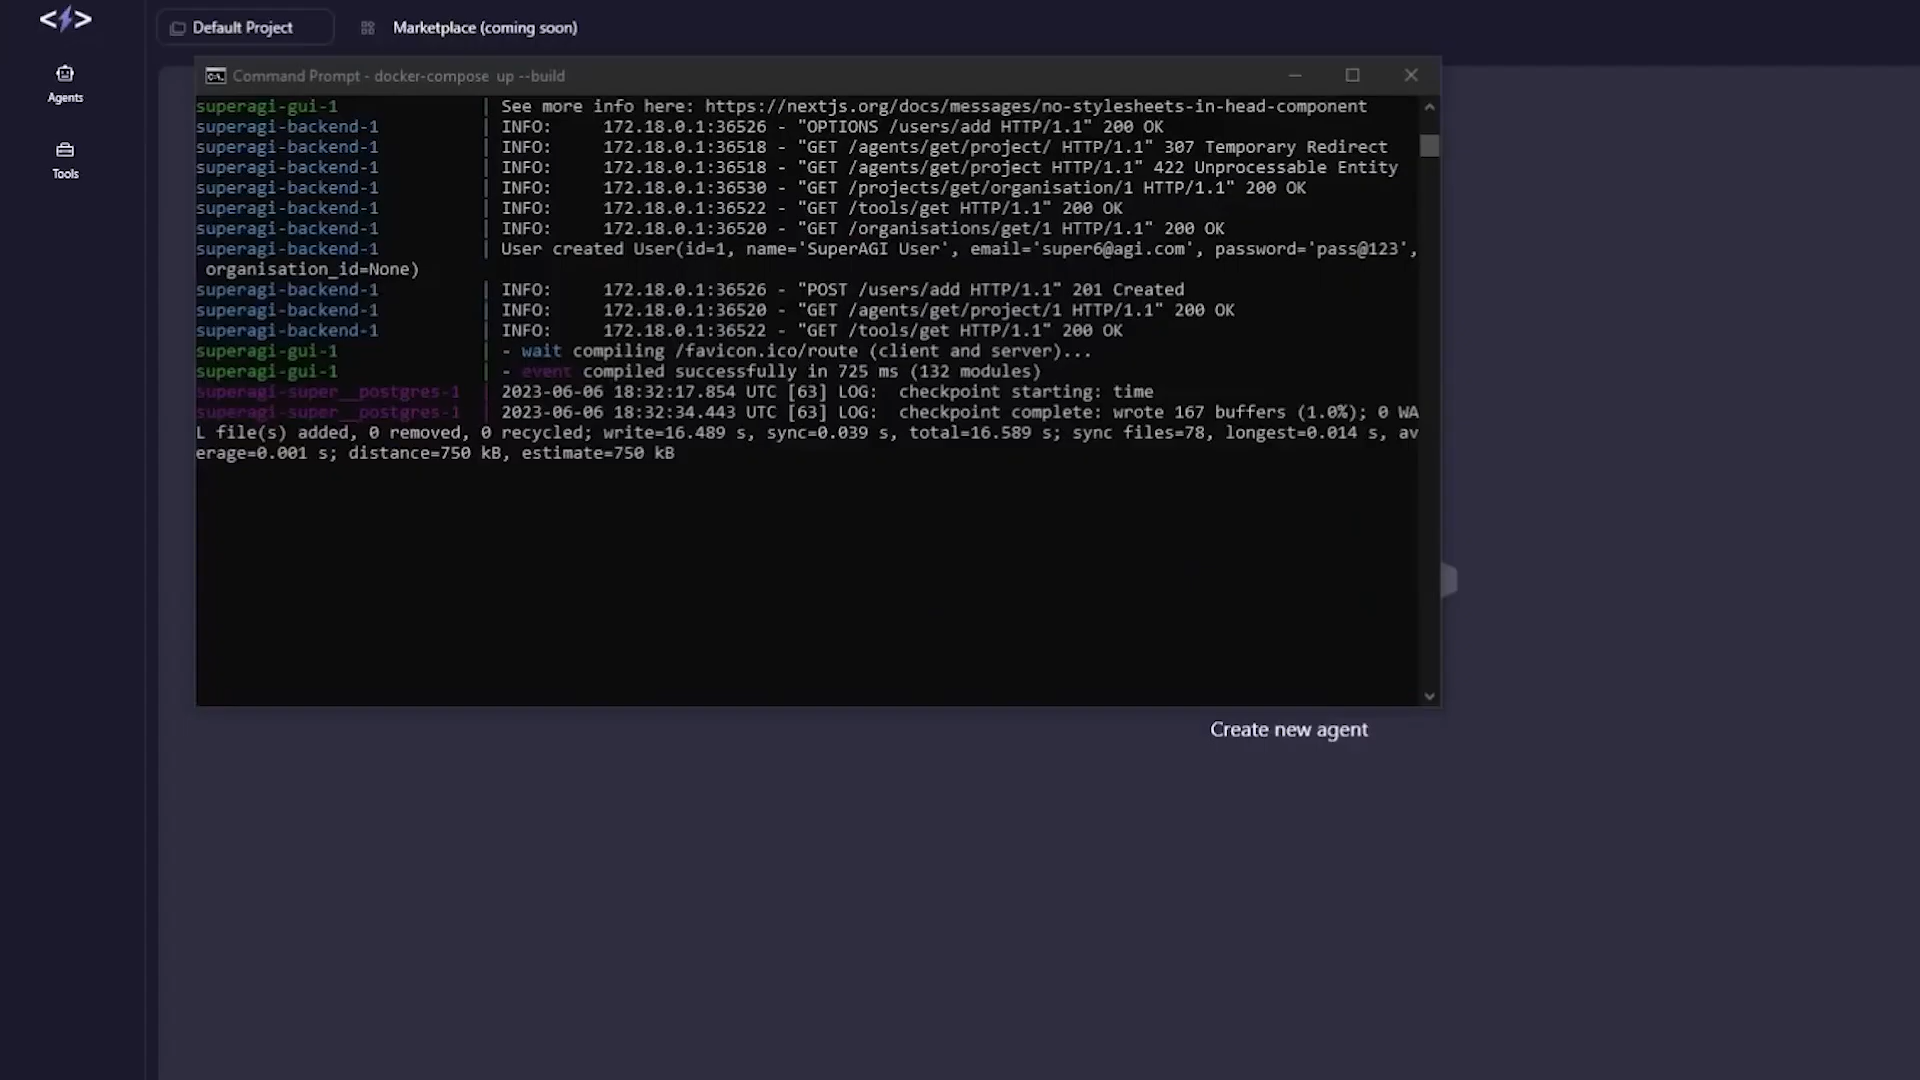 Default Project
Marketplace (coming soon)
Agents
Tools
Command Prompt - docker-compose  up --build
superagi-gui-1 | See more info here: https://nextjs.org/docs/messages/no-stylesheets-in-head-component
superagi-backend-1 | INFO: 172.18.0.1:36526 - "OPTIONS /users/add HTTP/1.1" 200 OK
superagi-backend-1 | INFO: 172.18.0.1:36518 - "GET /agents/get/project/ HTTP/1.1" 307 Temporary Redirect
superagi-backend-1 | INFO: 172.18.0.1:36518 - "GET /agents/get/project HTTP/1.1" 422 Unprocessable Entity
superagi-backend-1 | INFO: 172.18.0.1:36530 - "GET /projects/get/organisation/1 HTTP/1.1" 200 OK
superagi-backend-1 | INFO: 172.18.0.1:36522 - "GET /tools/get HTTP/1.1" 200 OK
superagi-backend-1 | INFO: 172.18.0.1:36520 - "GET /organisations/get/1 HTTP/1.1" 200 OK
superagi-backend-1 | User created User(id=1, name='SuperAGI User', email='super6@agi.com', password='pass@123',
organisation_id=None)
superagi-backend-1 | INFO: 172.18.0.1:36526 - "POST /users/add HTTP/1.1" 201 Created
superagi-backend-1 | INFO: 172.18.0.1:36520 - "GET /agents/get/project/1 HTTP/1.1" 200 OK
superagi-backend-1 | INFO: 172.18.0.1:36522 - "GET /tools/get HTTP/1.1" 200 OK
superagi-gui-1 | - wait compiling /favicon.ico/route (client and server)...
superagi-gui-1 | - event compiled successfully in 725 ms (132 modules)
superagi-super__postgres-1 | 2023-06-06 18:32:17.854 UTC [63] LOG:  checkpoint starting: time
superagi-super__postgres-1 | 2023-06-06 18:32:34.443 UTC [63] LOG:  checkpoint complete: wrote 167 buffers (1.0%); 0 WA
L file(s) added, 0 removed, 0 recycled; write=16.489 s, sync=0.039 s, total=16.589 s; sync files=78, longest=0.014 s, av
erage=0.001 s; distance=750 kB, estimate=750 kB
Create new agent